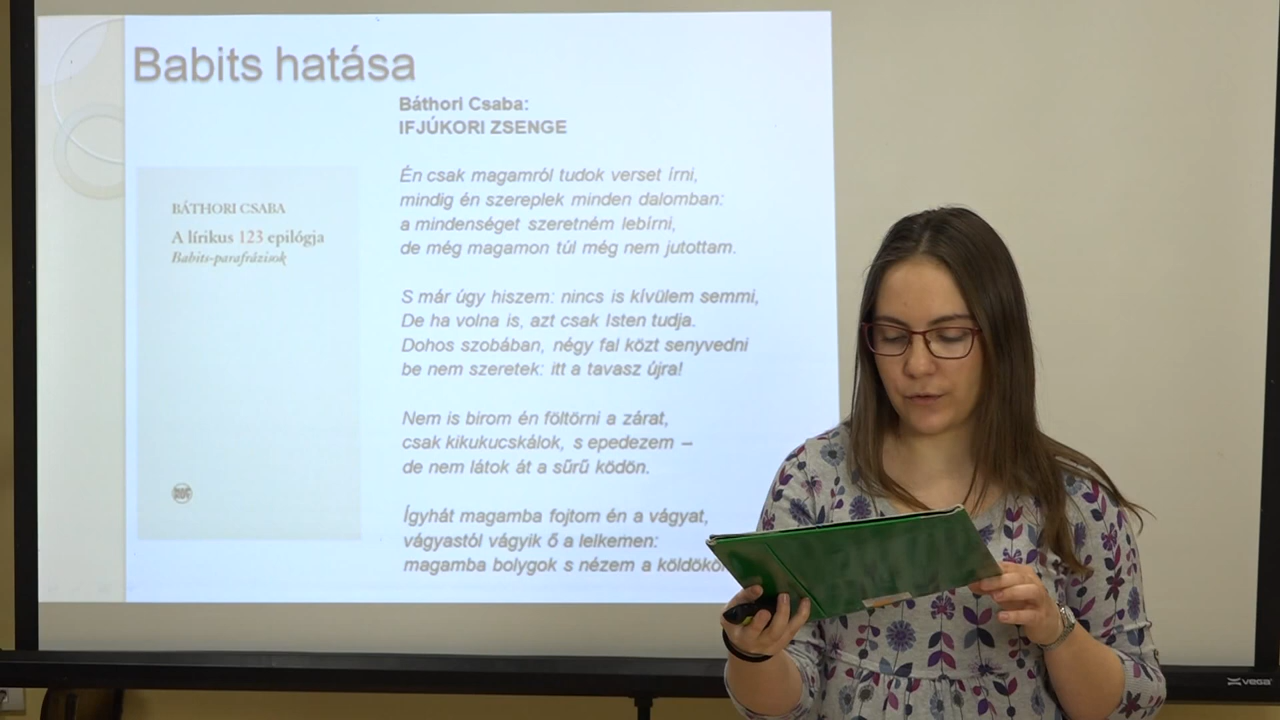 Babits hatása
BÁTHORI CSABA
A lírikus 123 epilógja
Babits-parafrázisok
Báthori Csaba:
IFJÚKORI ZSENGE
Én csak magamról tudok verset írni,
mindig én szereplek minden dalomban:
a mindenséget szeretném lebírni,
de még magamon túl még nem jutottam.
S már úgy hiszem: nincs is kívülem semmi,
De ha volna is, azt csak Isten tudja.
Dohos szobában, négy fal közt senyvedni
be nem szeretek: itt a tavasz újra!
Nem is birom én föltörni a zárat,
csak kikukucskálok, s epedezem –
de nem látok át a sűrű ködön.
Ígyhát magamba fojtom én a vágyat,
vágyastól vágyik ő a lelkemen:
magamba bolygok s nézem a
VEGA